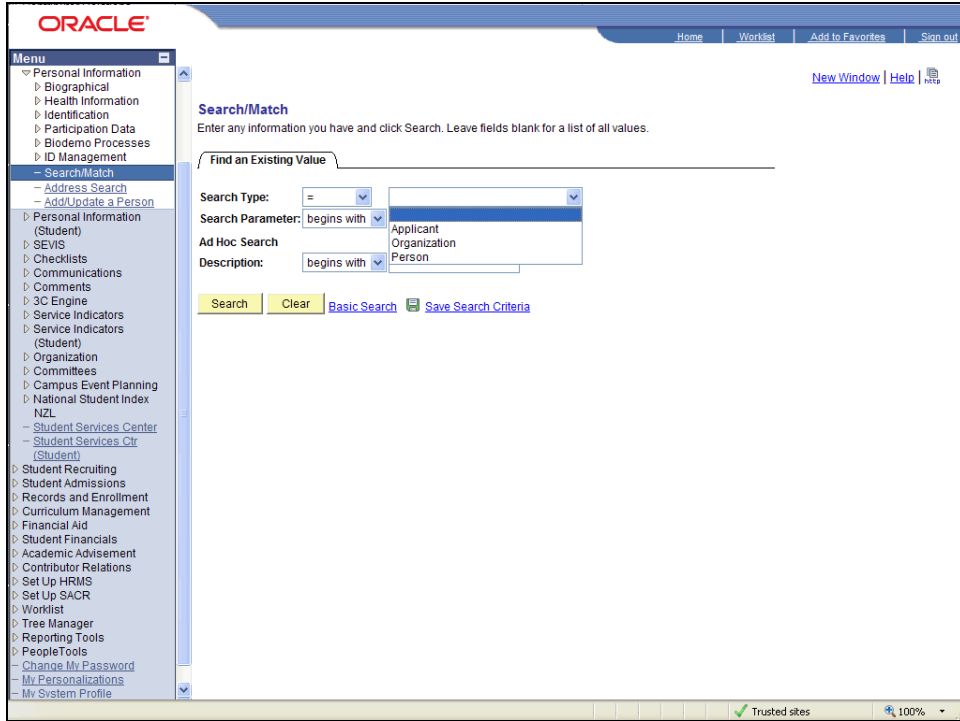 ORACLE'
Home
Worklist
Add to Favorites
Sign out
Menu
Personal Information
Biographical
Health Information
Identification
Participation Data
Biodemo Processes
ID Management
Search/Match
Address Search
Add/Update a Person
Personal Information
(Student)
SEVIS
Checklists
Communications
Comments
3C Engine
Service Indicators
Service Indicators
(Student)
Organization
Committees
Campus Event Planning
National Student Index
NZL
Student Services Center
Student Services Ctr
(Student)
Student Recruiting
Student Admissions
Records and Enrollment
Curriculum Management
Financial Aid
Student Financials
Academic Advisement
Contributor Relations
Set Up HRMS
Set Up SACR
Worklist
Tree Manager
Reporting Tools
PeopleTools
Change My Password
My Personalizations
My System Profile
New Window | Help | http
Search/Match
Enter any information you have and click Search. Leave fields blank for a list of all values.
Find an Existing Value
Search Type: =
Search Parameter: begins with
Applicant
Ad Hoc Search Organization
Description: begins with Person
Search Clear Basic Search Save Search Criteria
Trusted sites 100%